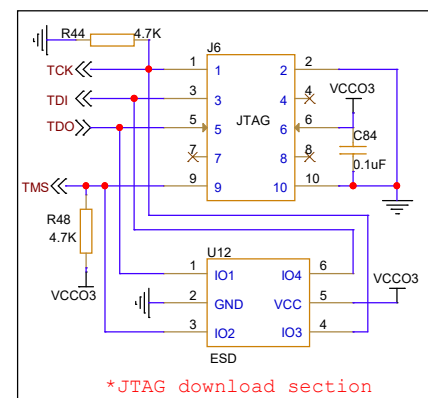 R44 4.7K
J6
TCK 1 1 2 2
VCCO3
TDI 3 3 4 4
TDO 5 5 6 6
JTAG
C84
7 7 8 8
0.1uF
TMS 9 9 10 10
R48
4.7K
U12
VCCO3
1 IO1 IO4 6
VCCO3
2 GND VCC 5
3 IO2 IO3 4
ESD
*JTAG download section